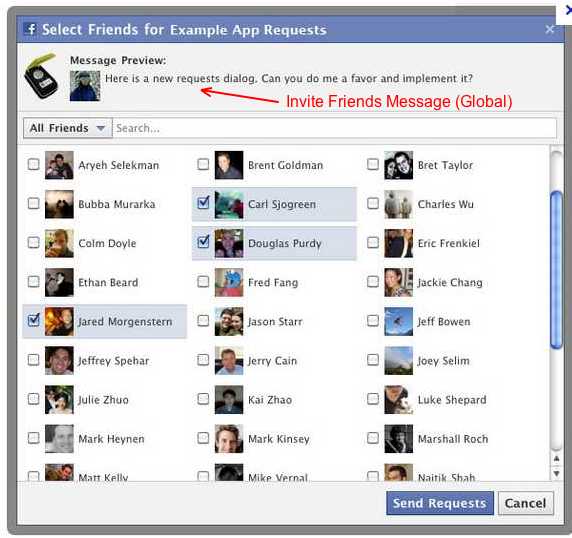 Select Friends for Example App Requests
Message Preview:
Here is a new requests dialog. Can you do me a favor and implement it?
Invite Friends Message (Global)
All Friends Search...
Aryeh Selekman Brent Goldman Bret Taylor
Bubba Murarka Carl Sjogreen Charles Wu
Colm Doyle Douglas Purdy Eric Frenkiel
Ethan Beard Fred Fang Jackie Chang
Jared Morgenstern Jason Starr Jeff Bowen
Jeffrey Spehar Jerry Cain Joey Selim
Julie Zhuo Kai Zhao Luke Shepard
Mark Heynen Mark Kinsey Marshall Roch
Matt Kelly Mike Vernal Naitik Shah
Send Requests Cancel